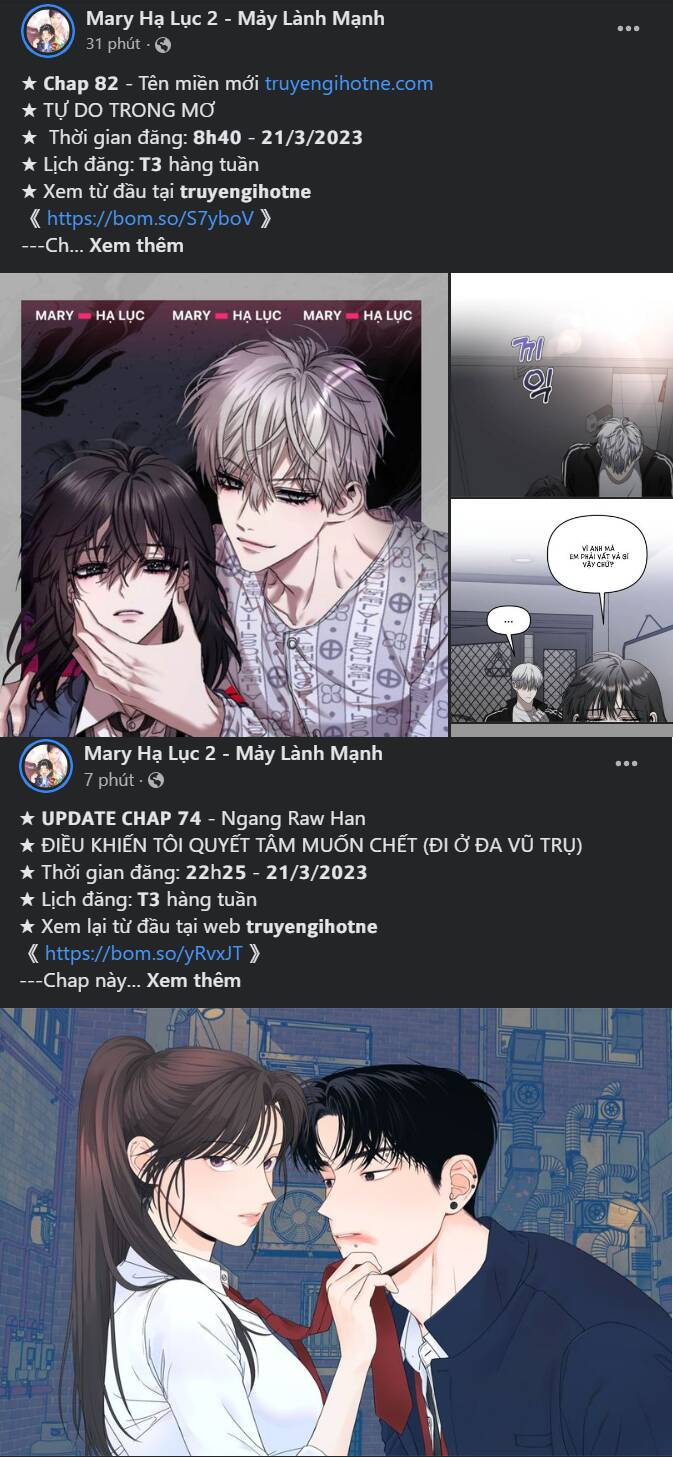 Mary Hạ Lục 2 - Mảy Lành Mạnh
31 phút ·
★ Chap 82 - Tên miền mới truyengihotne.com
★ TỰ DO TRONG MƠ
★ Thời gian đăng: 8h40 - 21/3/2023
★ Lịch đăng: T3 hàng tuần
★ Xem từ đầu tại truyengihotne
《 https://bom.so/S7yboV 》
---Ch... Xem thêm
MARY HẠ LỤC MARY HẠ LỤC MARY HẠ LỤC
끼
익
VÌ ANH MÀ
EM PHẢI VẤT VẢ GÌ
VẬY CHỨ?
...
Mary Hạ Lục 2 - Mảy Lành Mạnh
7 phút ·
★ UPDATE CHAP 74 - Ngang Raw Han
★ ĐIỀU KHIẾN TÔI QUYẾT TÂM MUỐN CHẾT (ĐI Ở ĐA VŨ TRỤ)
★ Thời gian đăng: 22h25 - 21/3/2023
★ Lịch đăng: T3 hàng tuần
★ Xem lại từ đầu tại web truyengihotne
《 https://bom.so/yRvxJT 》
---Chap này... Xem thêm